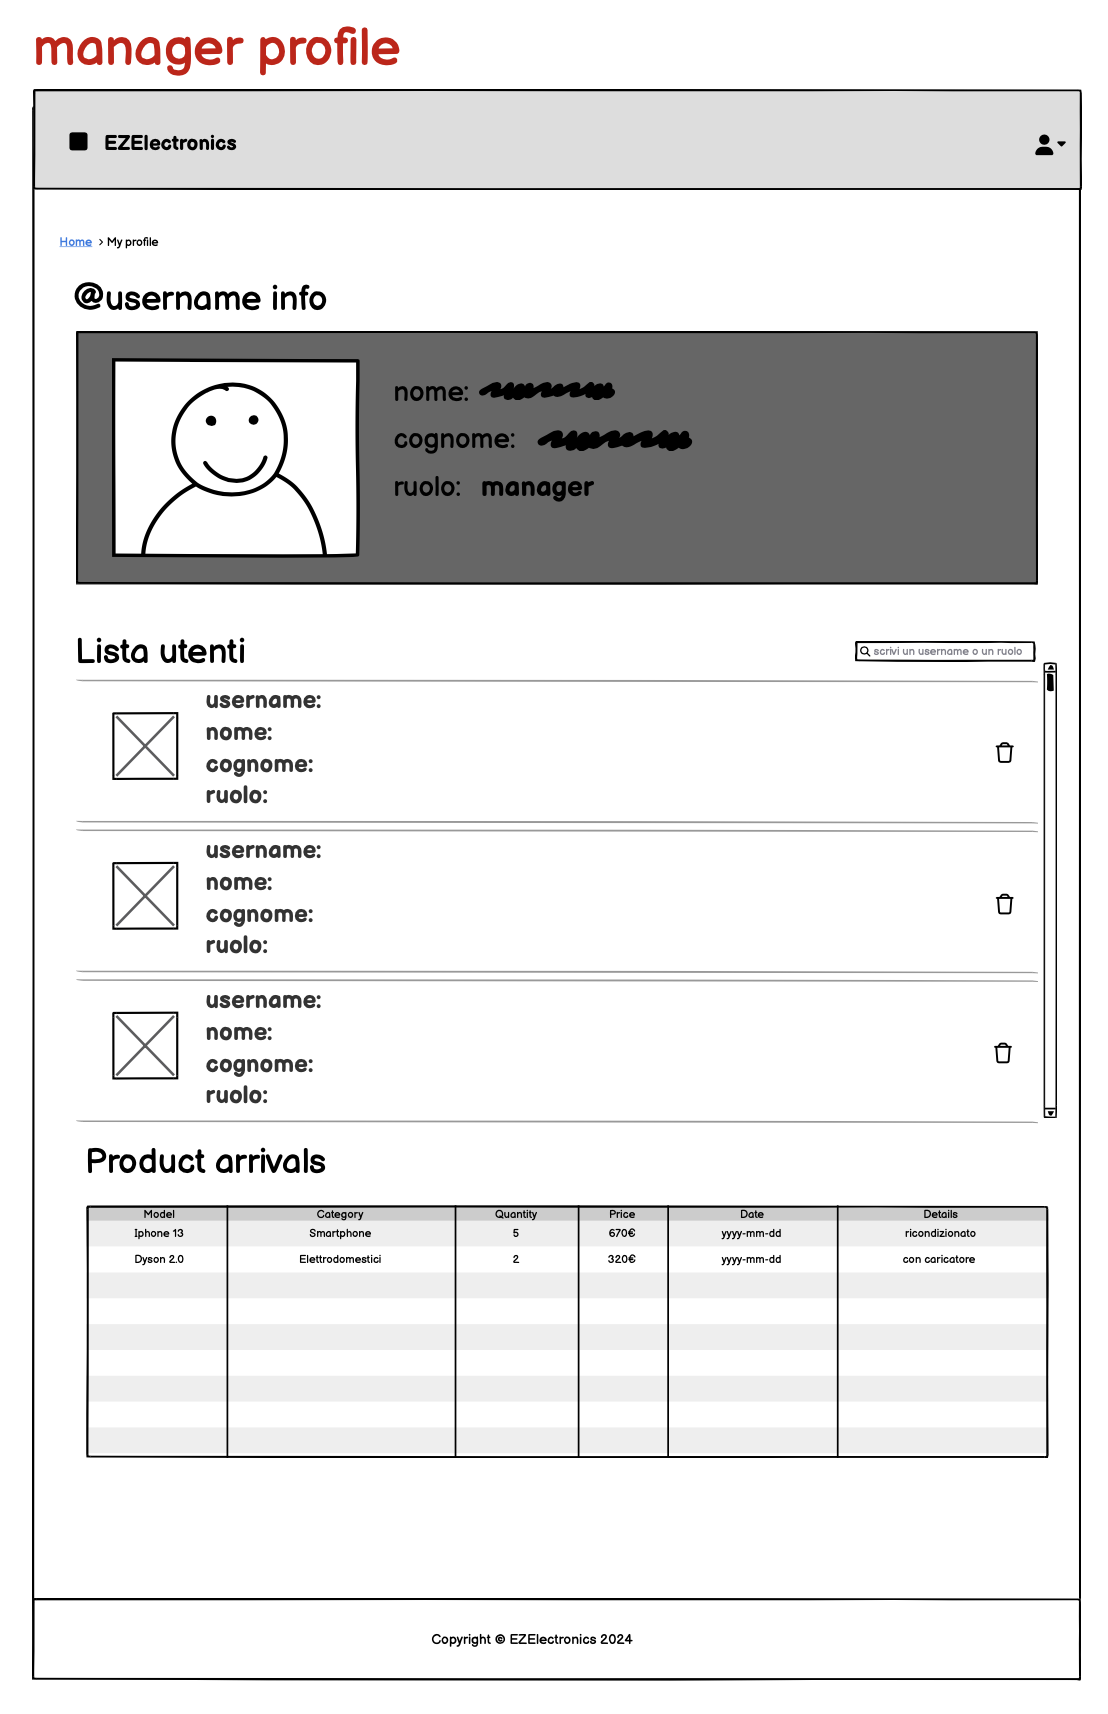 manager profile
EZElectronics
Home > My profile
@username info
nome:
cognome:
ruolo: manager
Lista utenti
scrivi un username o un ruolo
username:
nome:
cognome:
ruolo:
username:
nome:
cognome:
ruolo:
username:
nome:
cognome:
ruolo:
Product arrivals
Model Category Quantity Price Date Details
Iphone 13 Smartphone 5 670€ yyyy-mm-dd ricondizionato
Dyson 2.0 Elettrodomestici 2 320€ yyyy-mm-dd con caricatore
Copyright © EZElectronics 2024